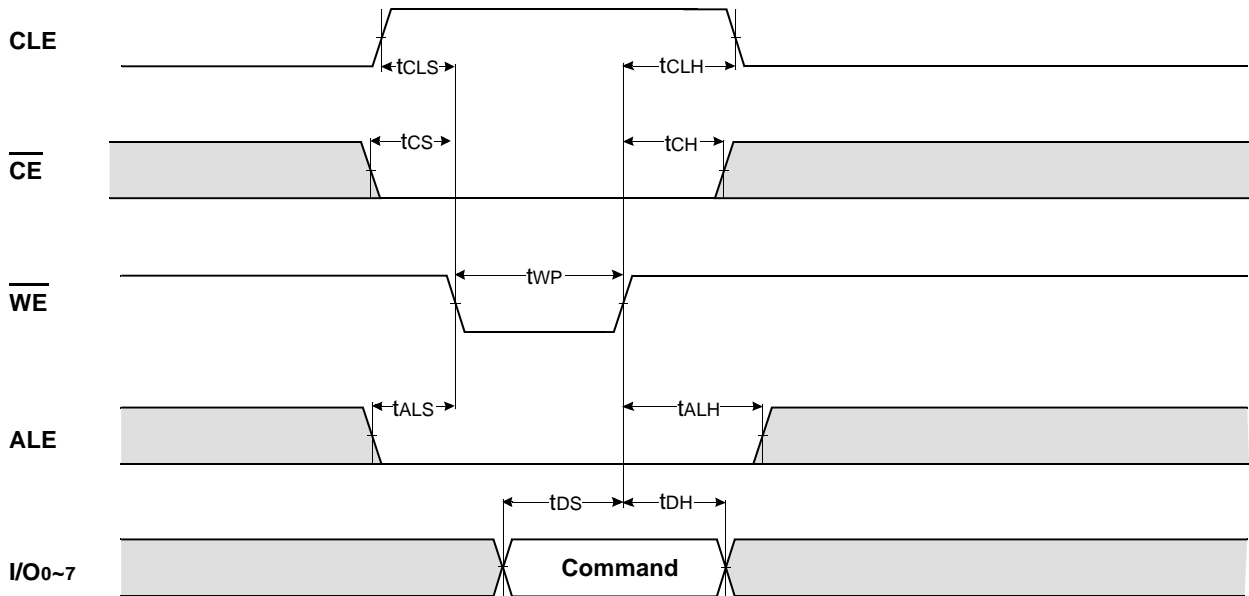 CLE
tCLS
tCLH
CE
tCS
tCH
WE
tWP
ALE
tALS
tALH
tDS
tDH
I/O0~7
Command